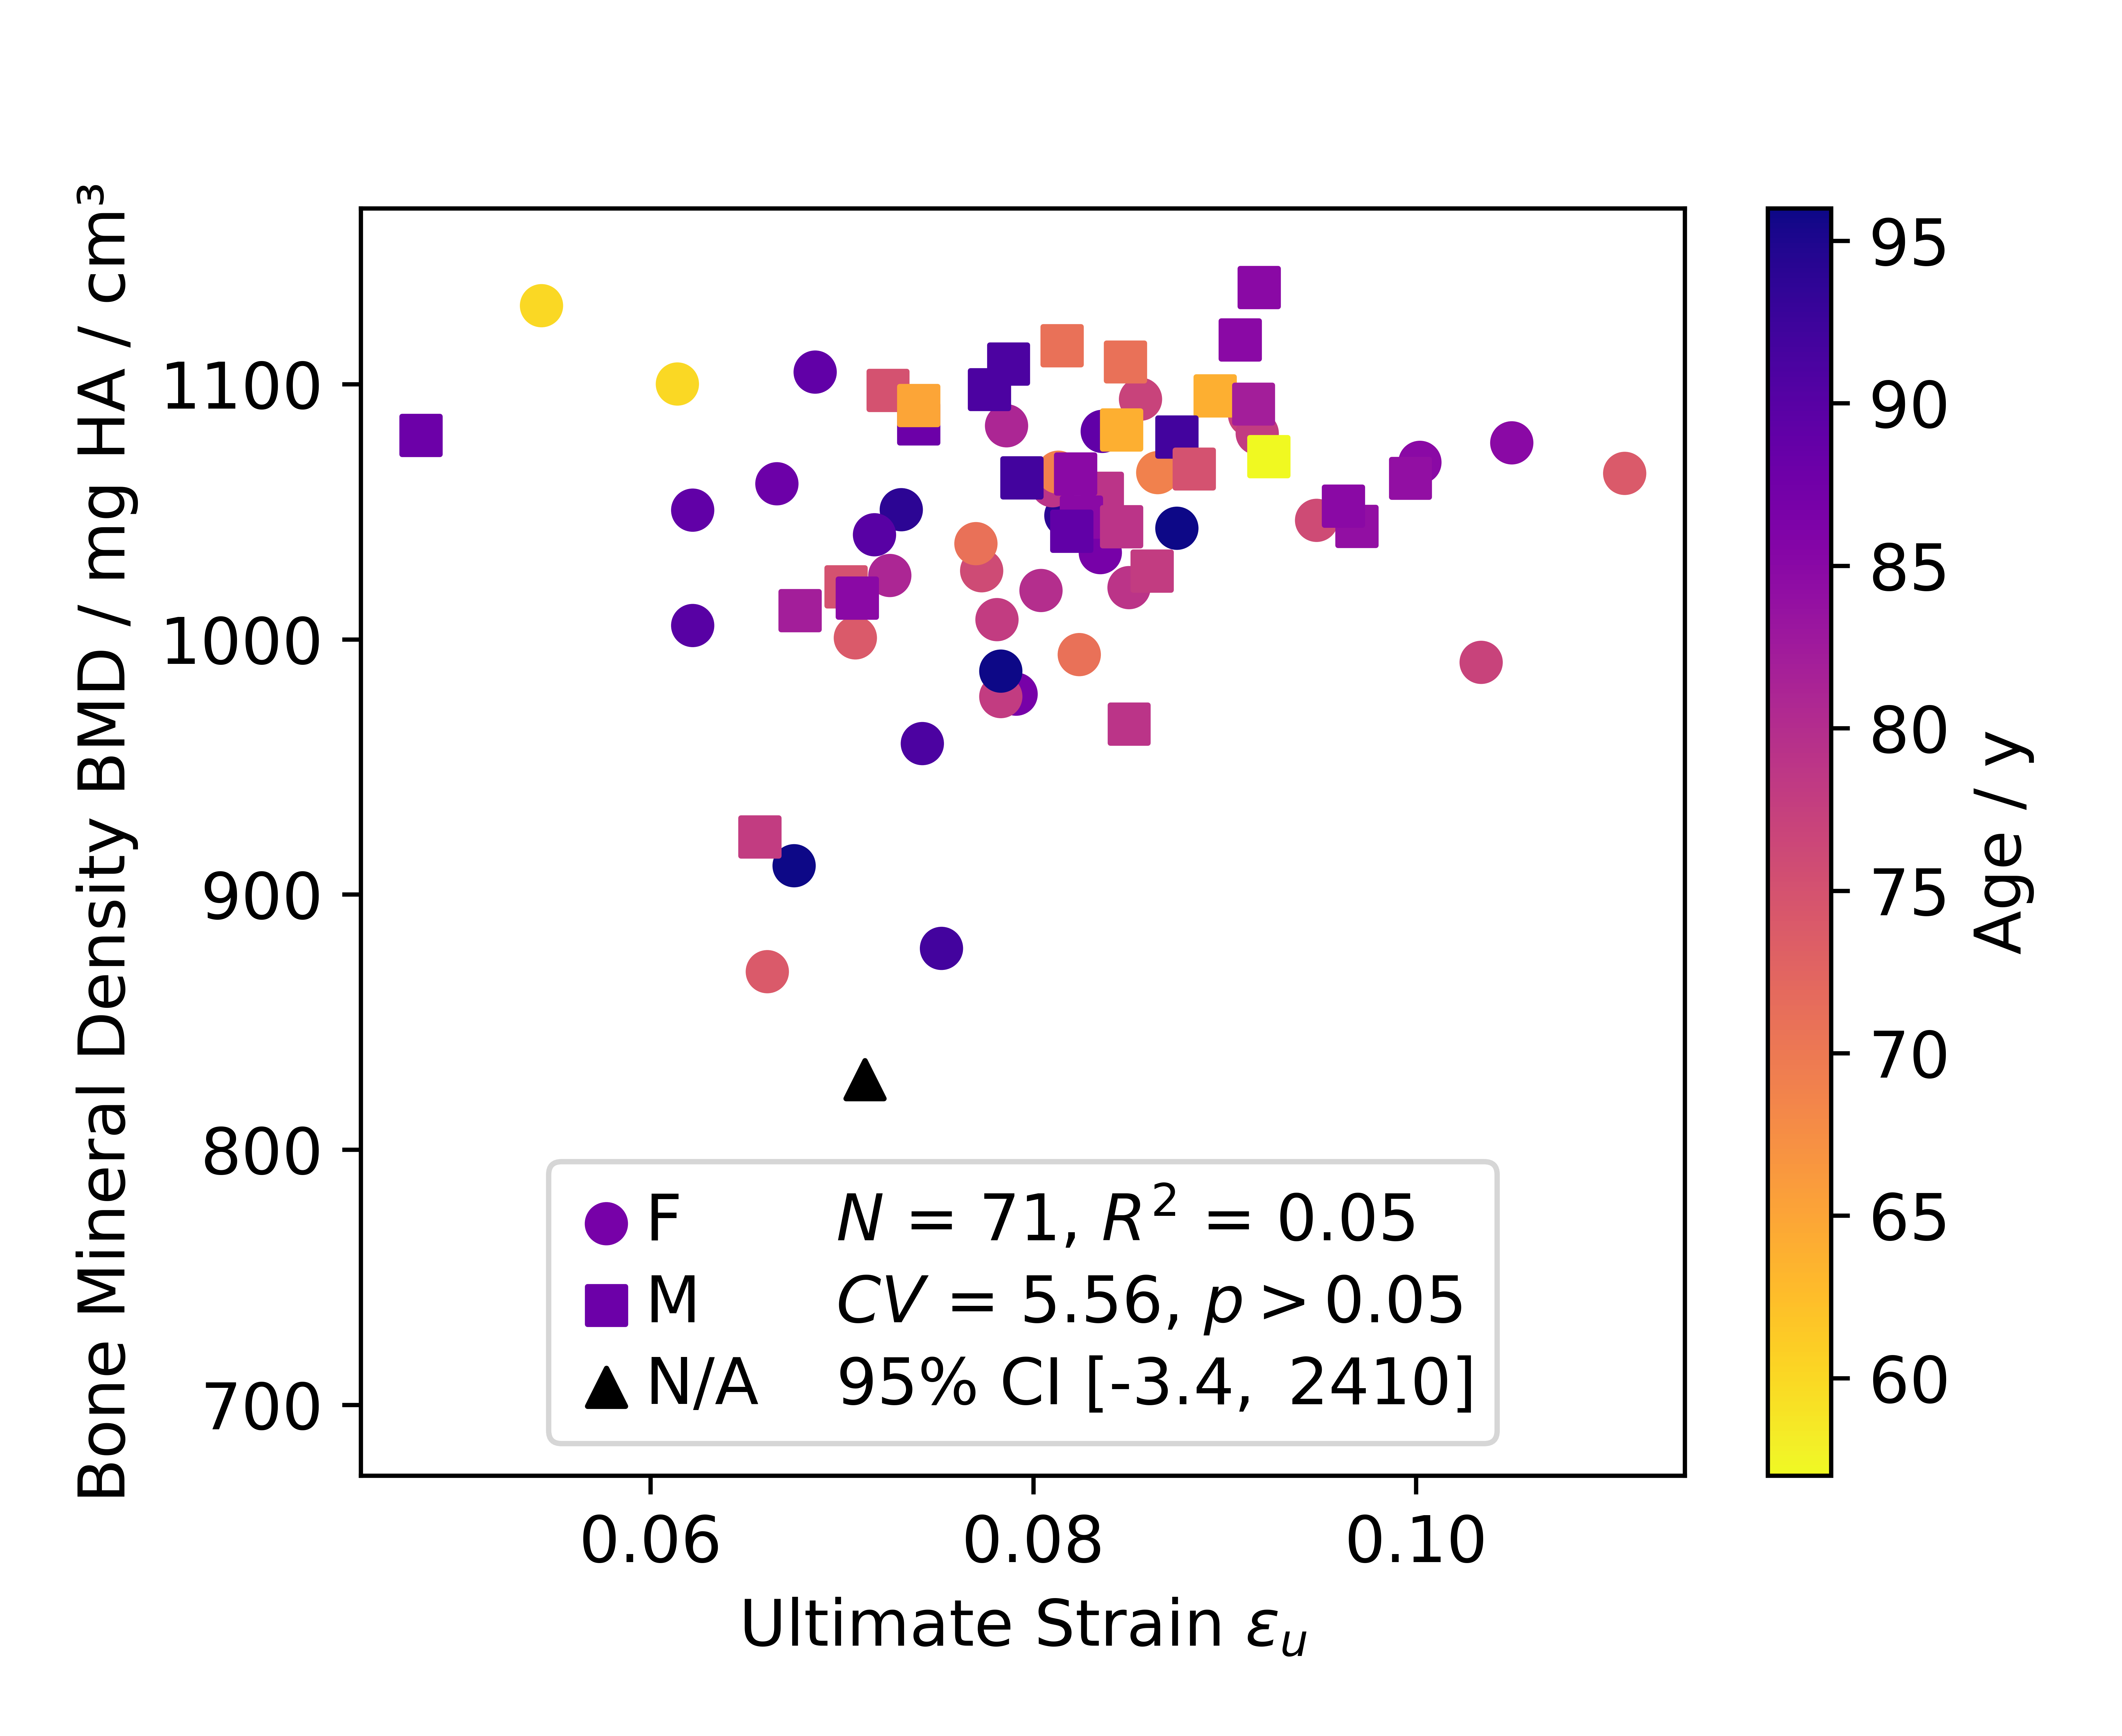 Bone Mineral Density BMD / mg HA / cm³
1100
1000
900
800
700
F
M
N/A
N = 71, R² = 0.05
CV = 5.56, p > 0.05
95% CI [-3.4, 2410]
0.06 0.08 0.10
Ultimate Strain εᵤ
95
90
85
80
75
70
65
60
Age / y